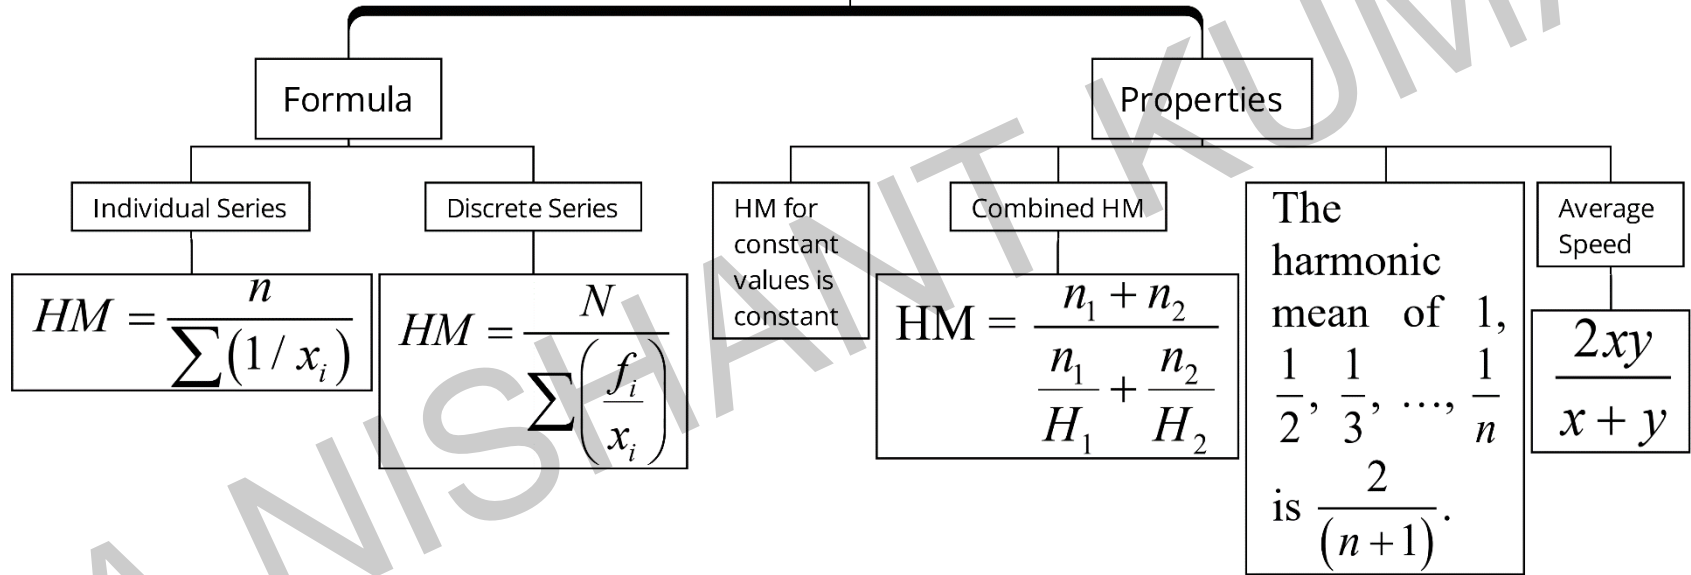 Formula
Properties
Individual Series
Discrete Series
HM for
constant
values is
constant
Combined HM
The
harmonic
mean of 1,
1/2, 1/3, ..., 1/n
is 2/(n+1).
Average
Speed
HM = n / ∑(1/x_i)
HM = N / ∑(f_i/x_i)
HM = (n_1 + n_2) / (n_1/H_1 + n_2/H_2)
2xy / x + y
NISHANT KUMA